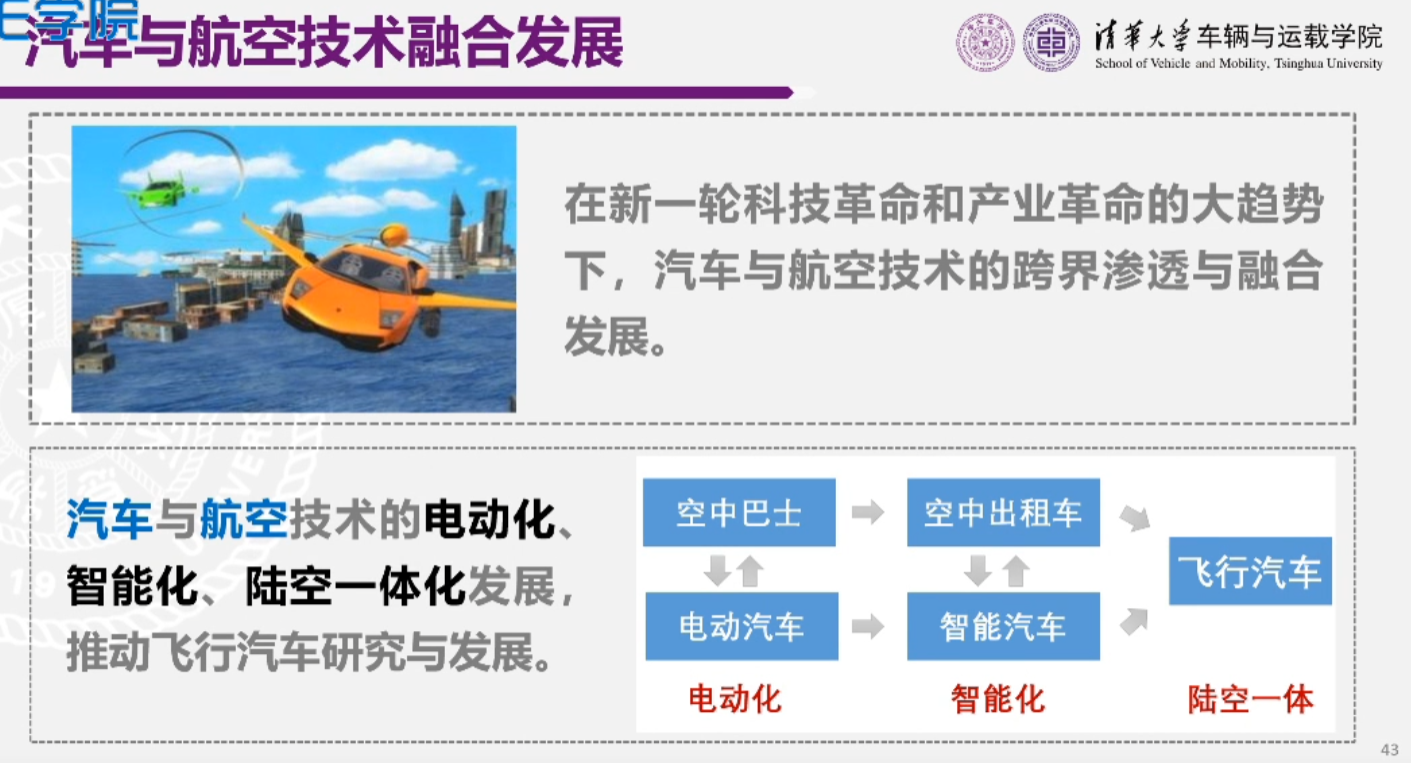 E学院
汽车与航空技术融合发展
清华大学车辆与运载学院
School of Vehicle and Mobility, Tsinghua University
在新一轮科技革命和产业革命的大趋势
下，汽车与航空技术的跨界渗透与融合
发展。
汽车与航空技术的电动化、
智能化、陆空一体化发展，
推动飞行汽车研究与发展。
空中巴士
空中出租车
飞行汽车
电动汽车
智能汽车
电动化
智能化
陆空一体
43